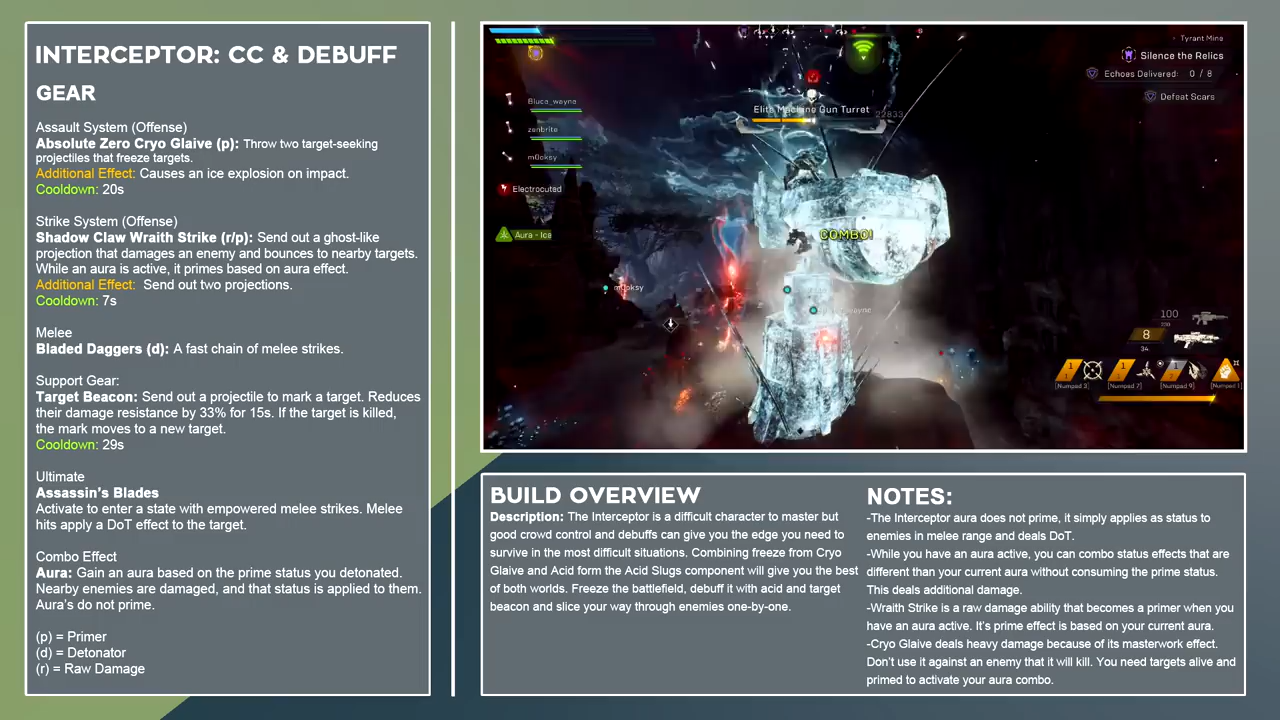 INTERCEPTOR: CC & DEBUFF
GEAR
Assault System (Offense)
Absolute Zero Cryo Glaive (p): Throw two target-seeking
projectiles that freeze targets.
Additional Effect: Causes an ice explosion on impact.
Cooldown: 20s
Strike System (Offense)
Shadow Claw Wraith Strike (r/p): Send out a ghost-like
projection that damages an enemy and bounces to nearby targets.
While an aura is active, it primes based on aura effect.
Additional Effect: Send out two projections.
Cooldown: 7s
Melee
Bladed Daggers (d): A fast chain of melee strikes.
Support Gear:
Target Beacon: Send out a projectile to mark a target. Reduces
their damage resistance by 33% for 15s. If the target is killed,
the mark moves to a new target.
Cooldown: 29s
Ultimate
Assassin's Blades
Activate to enter a state with empowered melee strikes. Melee
hits apply a DoT effect to the target.
Combo Effect
Aura: Gain an aura based on the prime status you detonated.
Nearby enemies are damaged, and that status is applied to them.
Aura's do not prime.
(p) = Primer
(d) = Detonator
(r) = Raw Damage
Tyrant Mine
Silence the Relics
Echoes Delivered: 0 / 8
Defeat Scars
Elite Machine Gun Turret
22833
zenbrite
m0oksy
Electrocuted
Aura - Ice
COMBO!
m0oksy
100
8
34
[Numpad 3]
[Numpad 7]
[Numpad 9]
[Numpad 1]
BUILD OVERVIEW
Description: The Interceptor is a difficult character to master but
good crowd control and debuffs can give you the edge you need to
survive in the most difficult situations. Combining freeze from Cryo
Glaive and Acid form the Acid Slugs component will give you the best
of both worlds. Freeze the battlefield, debuff it with acid and target
beacon and slice your way through enemies one-by-one.
NOTES:
-The Interceptor aura does not prime, it simply applies as status to
enemies in melee range and deals DoT.
-While you have an aura active, you can combo status effects that are
different than your current aura without consuming the prime status.
This deals additional damage.
-Wraith Strike is a raw damage ability that becomes a primer when you
have an aura active. It's prime effect is based on your current aura.
-Cryo Glaive deals heavy damage because of its masterwork effect.
Don't use it against an enemy that it will kill. You need targets alive and
primed to activate your aura combo.